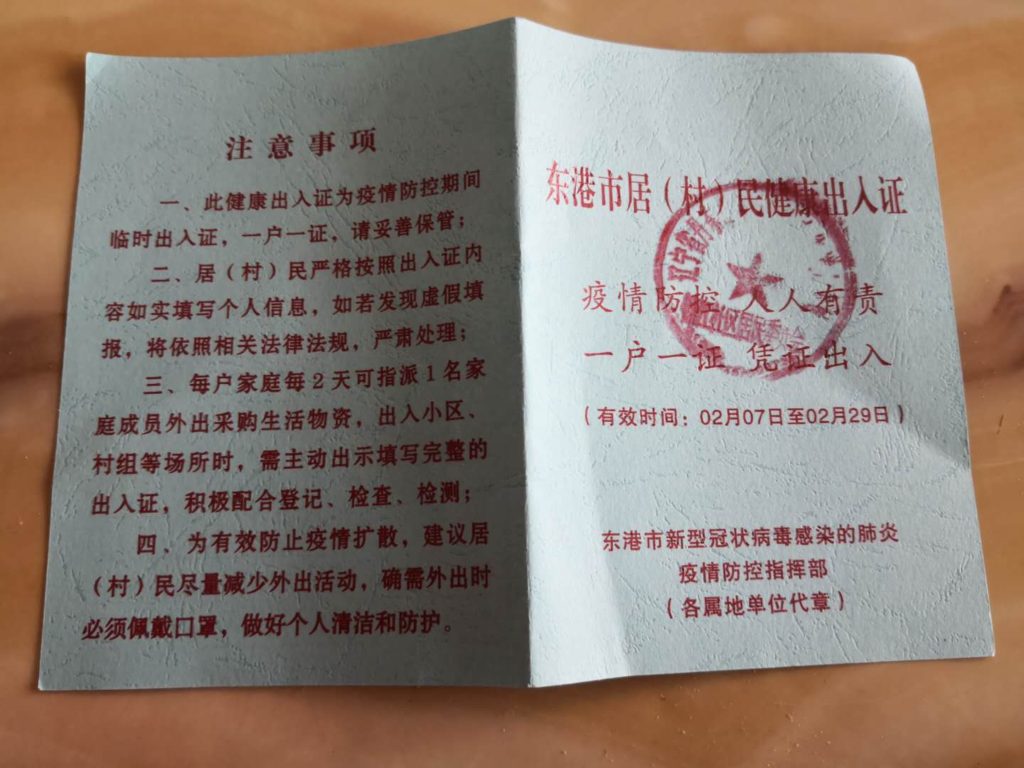 注意事项
一、此健康出入证为疫情防控期间
临时出入证，一户一证，请妥善保管；
二、居（村）民严格按照出入证内
容如实填写个人信息，如若发现虚假填
报，将依照相关法律法规，严肃处理；
三、每户家庭每2天可指派1名家
庭成员外出采购生活物资，出入小区、
村组等场所时，需主动出示填写完整的
出入证，积极配合登记、检查、检测；
四、为有效防止疫情扩散，建议居
（村）民尽量减少外出活动，确需外出时
必须佩戴口罩，做好个人清洁和防护。
东港市居（村）民健康出入证
疫情防控 人人有责
一户一证 凭证出入
（有效时间：02月07日至02月29日）
东港市新型冠状病毒感染的肺炎
疫情防控指挥部
（各属地单位代章）